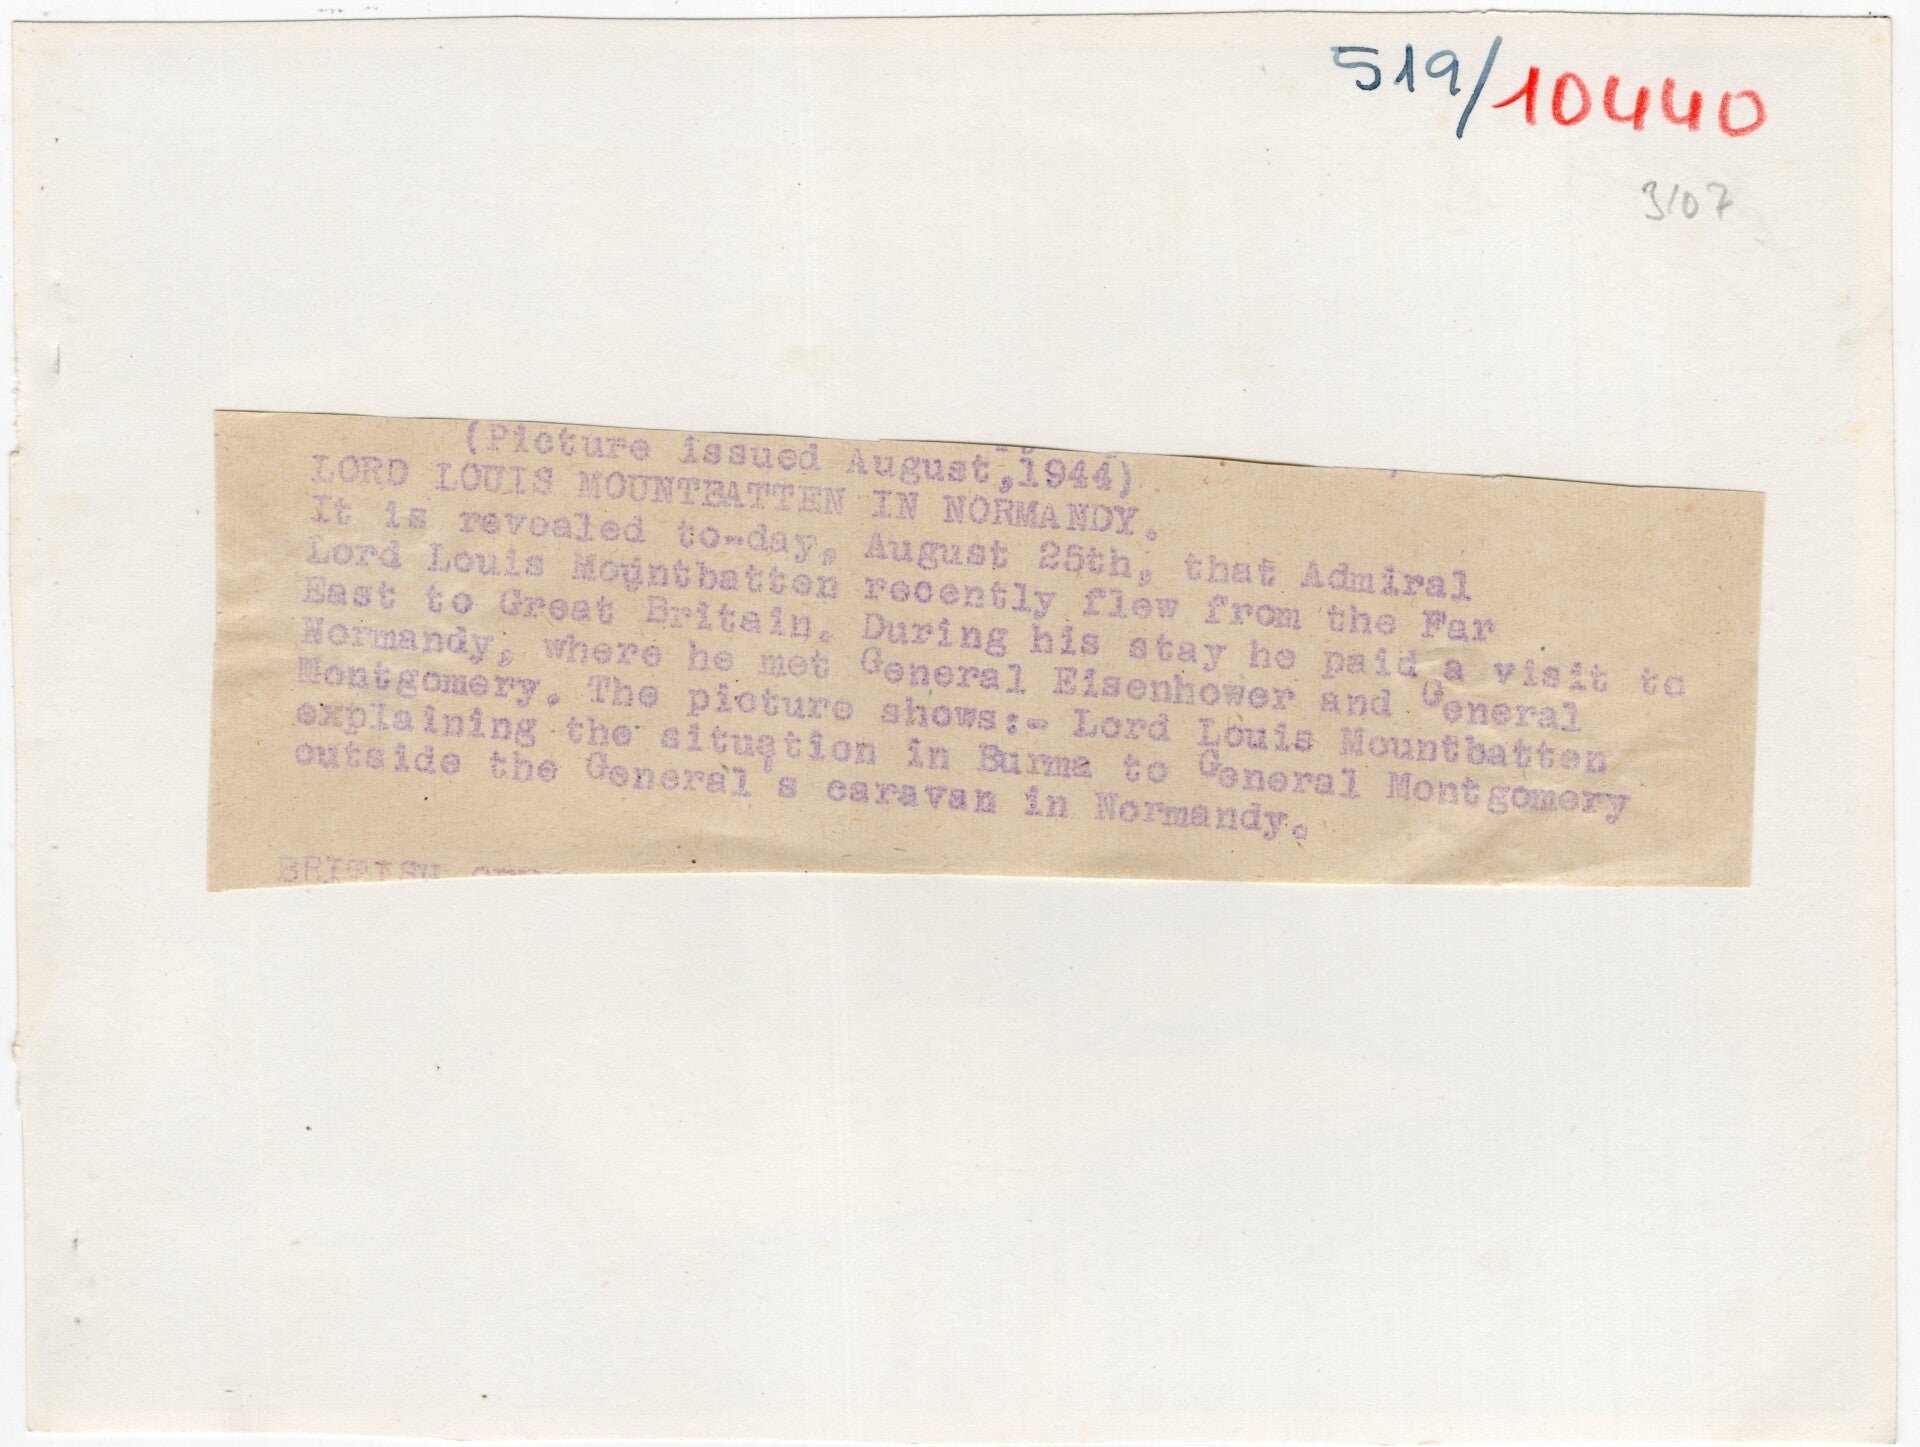 519/10440
3107
(Picture issued August,1944)
LORD LOUIS MOUNTBATTEN IN NORMANDY.
It is revealed to-day, August 25th, that Admiral
Lord Louis Mountbatten recently flew from the Far
East to Great Britain. During his stay he paid a visit to
Normandy, where he met General Eisenhower and General
Montgomery. The picture shows:- Lord Louis Mountbatten
explaining the situation in Burma to General Montgomery
outside the General's caravan in Normandy.
BRITISH